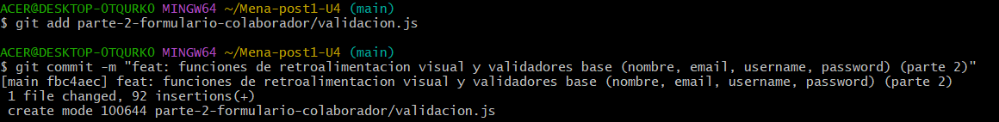 ACER@DESKTOP-OTQURKO MINGW64 ~/Mena-post1-U4 (main)
$ git add parte-2-formulario-colaborador/validacion.js
ACER@DESKTOP-OTQURKO MINGW64 ~/Mena-post1-U4 (main)
$ git commit -m "feat: funciones de retroalimentacion visual y validadores base (nombre, email, username, password) (parte 2)"
[main fbc4aec] feat: funciones de retroalimentacion visual y validadores base (nombre, email, username, password) (parte 2)
1 file changed, 92 insertions(+)
create mode 100644 parte-2-formulario-colaborador/validacion.js